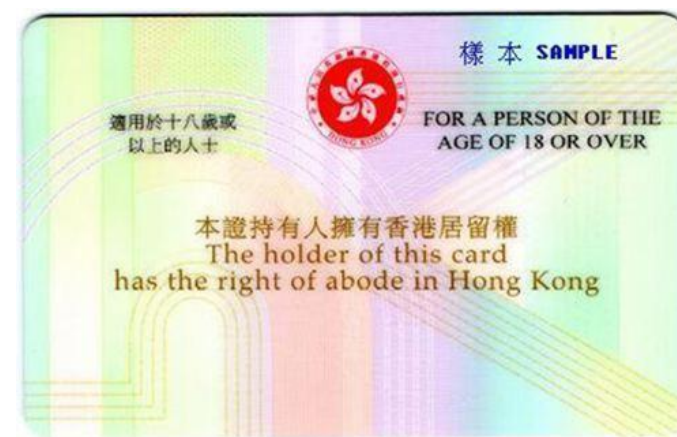 樣本 SAMPLE
適用於十八歲或
以上的人士
HONG KONG
FOR A PERSON OF THE
AGE OF 18 OR OVER
本證持有人擁有香港居留權
The holder of this card
has the right of abode in Hong Kong